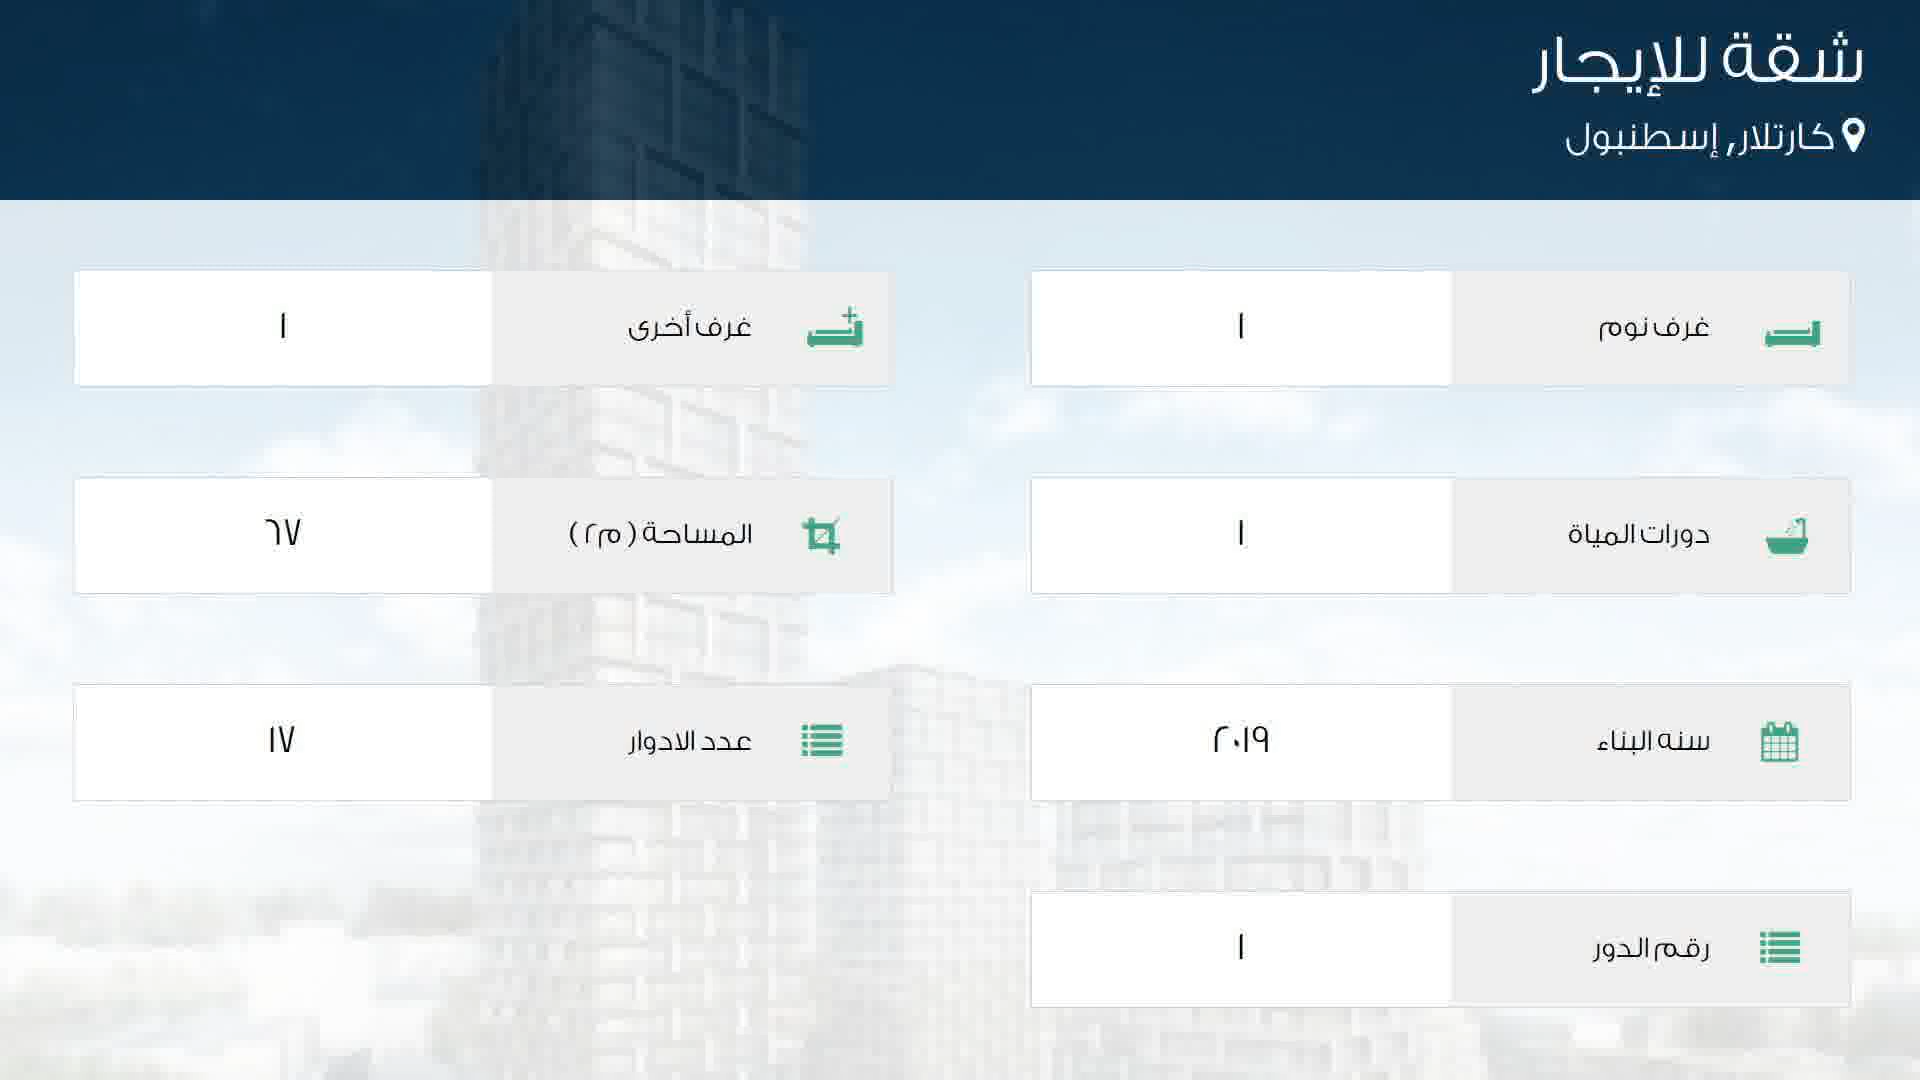 شقة للإيجار
كارتلار, إسطنبول
غرف نوم
١
غرف أخرى
١
دورات المياة
١
المساحة (م٢)
٦٧
سنه البناء
٢٠١٩
عدد الادوار
١٧
رقم الدور
١